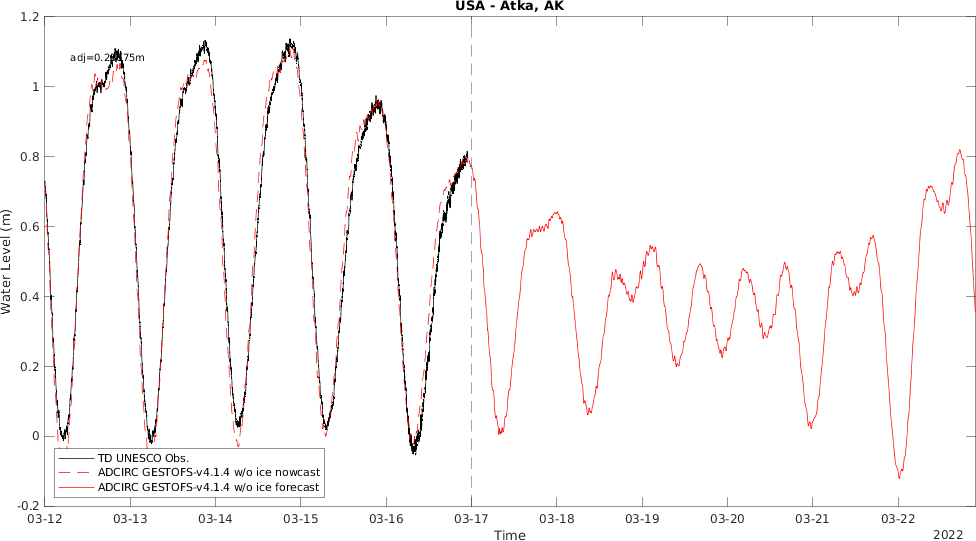 USA - Atka, AK
1.2
1
0.8
0.6
0.4
0.2
0
-0.2
Water Level (m)
TD UNESCO Obs.
ADCIRC GESTOFS-v4.1.4 w/o ice nowcast
ADCIRC GESTOFS-v4.1.4 w/o ice forecast
03-12 03-13 03-14 03-15 03-16 03-17 03-18 03-19 03-20 03-21 03-22
Time
2022